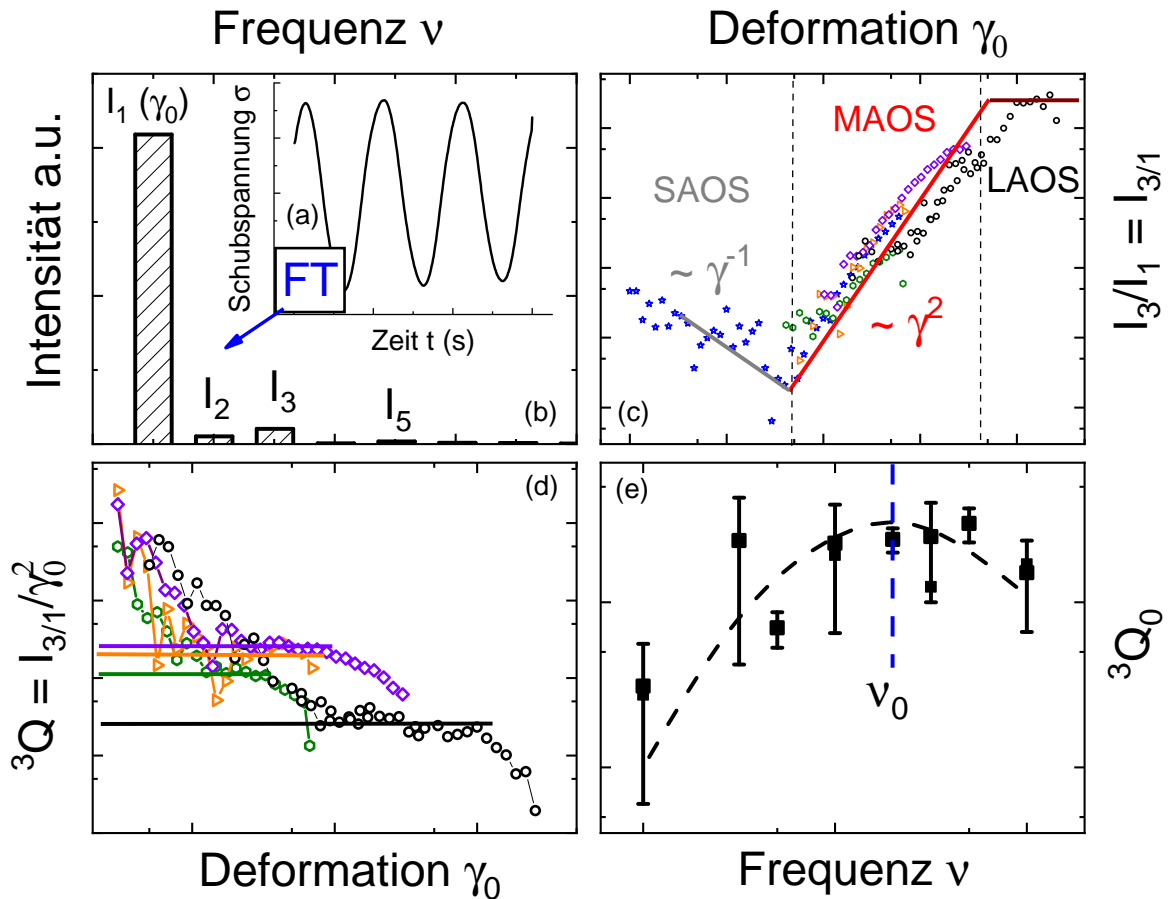 Frequenz ν
Deformation γ₀
Intensität a.u.
I₁ (γ₀)
Schubspannung σ
(a)
FT
Zeit t (s)
I₂
I₃
I₅
(b)
SAOS
MAOS
LAOS
~ γ⁻¹
~ γ²
(c)
I₃/I₁ = I₃/₁
³Q = I₃/₁/γ₀²
(d)
Deformation γ₀
(e)
ν₀
³Q₀
Frequenz ν